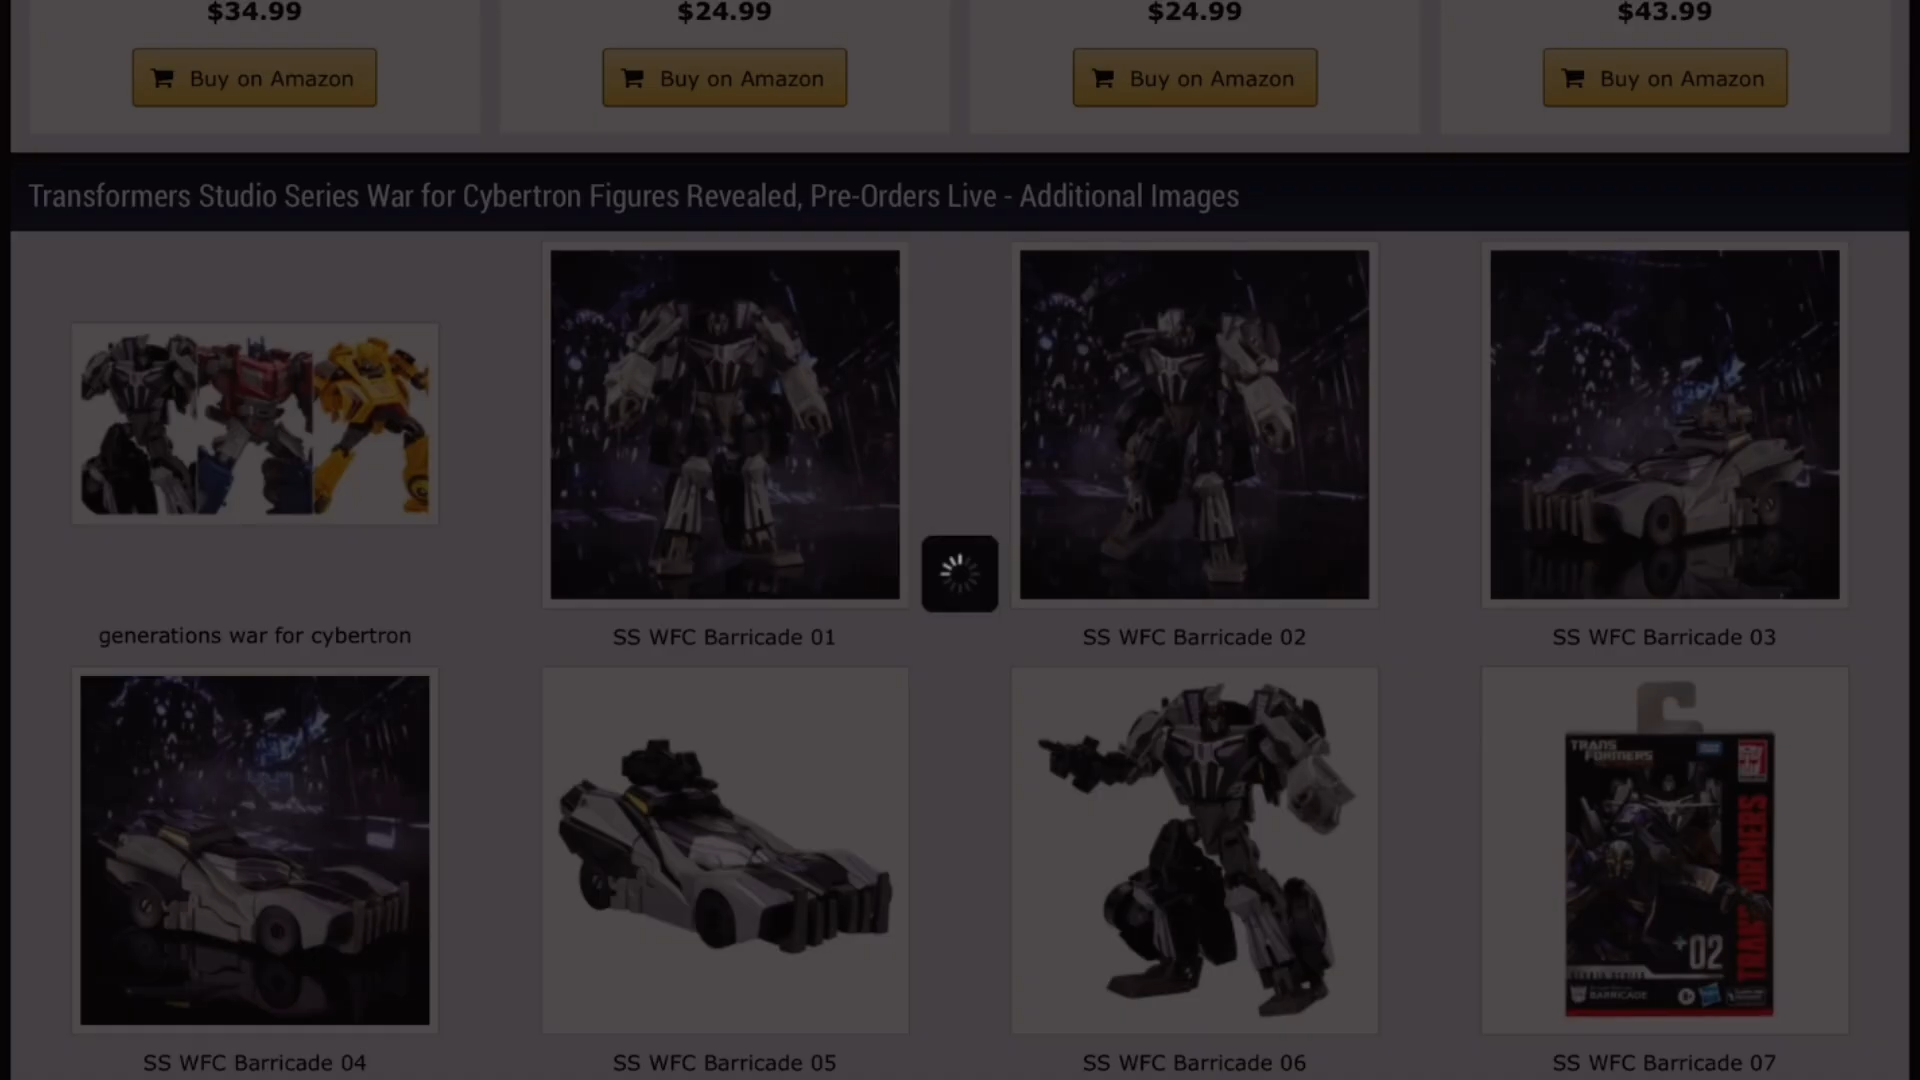 $34.99 $24.99 $24.99 $43.99
Buy on Amazon Buy on Amazon Buy on Amazon Buy on Amazon
Transformers Studio Series War for Cybertron Figures Revealed, Pre-Orders Live - Additional Images
generations war for cybertron SS WFC Barricade 01 SS WFC Barricade 02 SS WFC Barricade 03
TRANSFORMERS
TRANSFORMERS
+02
BARRICADE
SS WFC Barricade 04 SS WFC Barricade 05 SS WFC Barricade 06 SS WFC Barricade 07